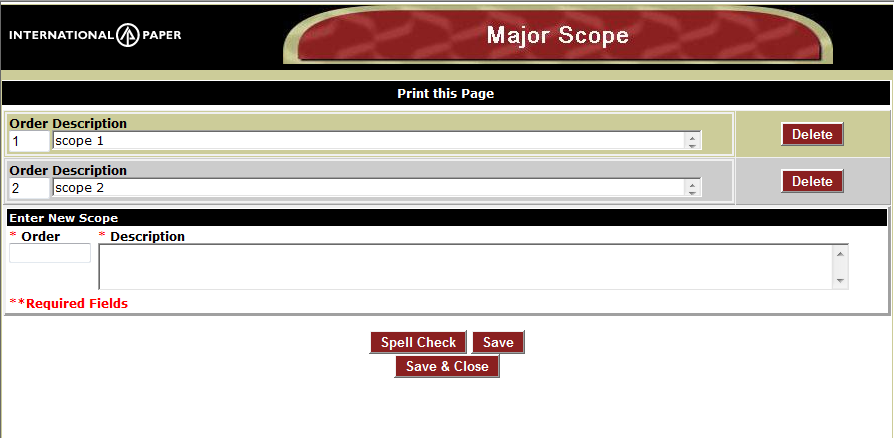 INTERNATIONAL PAPER
Major Scope
Print this Page
Order Description
1 scope 1
Delete
Order Description
2 scope 2
Delete
Enter New Scope
* Order * Description
**Required Fields
Spell Check Save
Save & Close